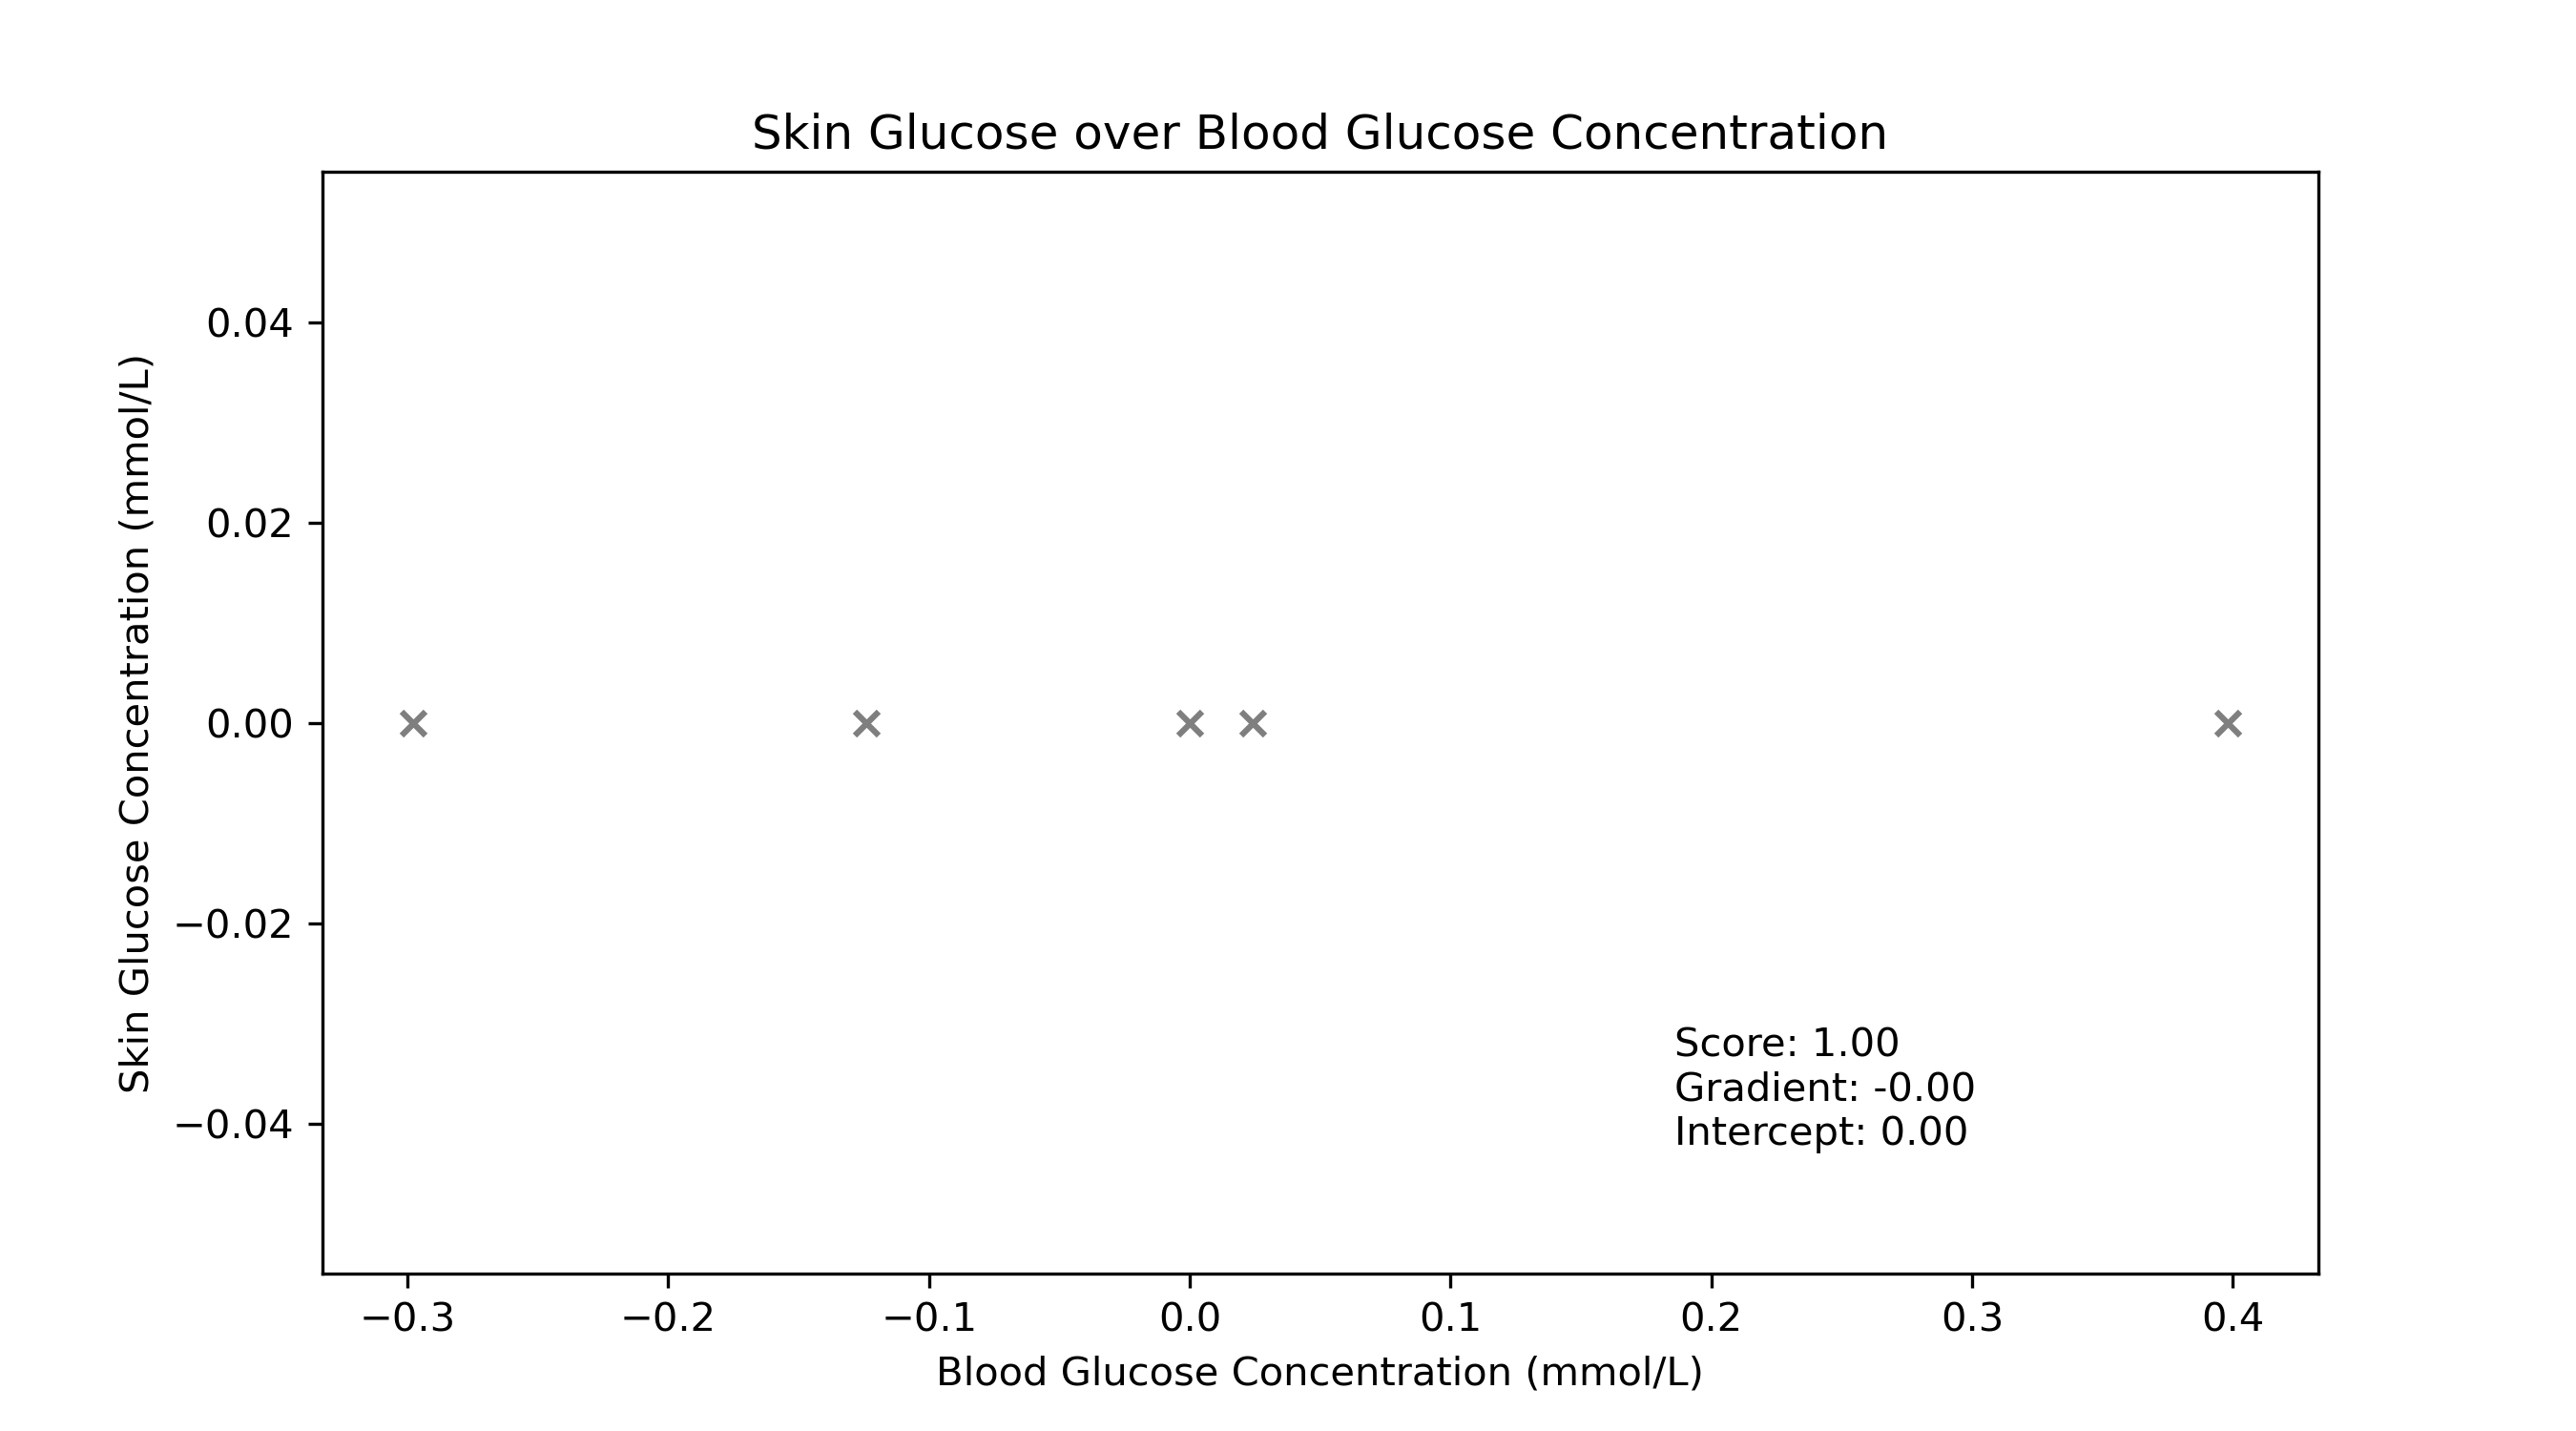 Skin Glucose over Blood Glucose Concentration
Skin Glucose Concentration (mmol/L)
0.04
0.02
0.00
−0.02
−0.04
Score: 1.00
Gradient: -0.00
Intercept: 0.00
−0.3 −0.2 −0.1 0.0 0.1 0.2 0.3 0.4
Blood Glucose Concentration (mmol/L)